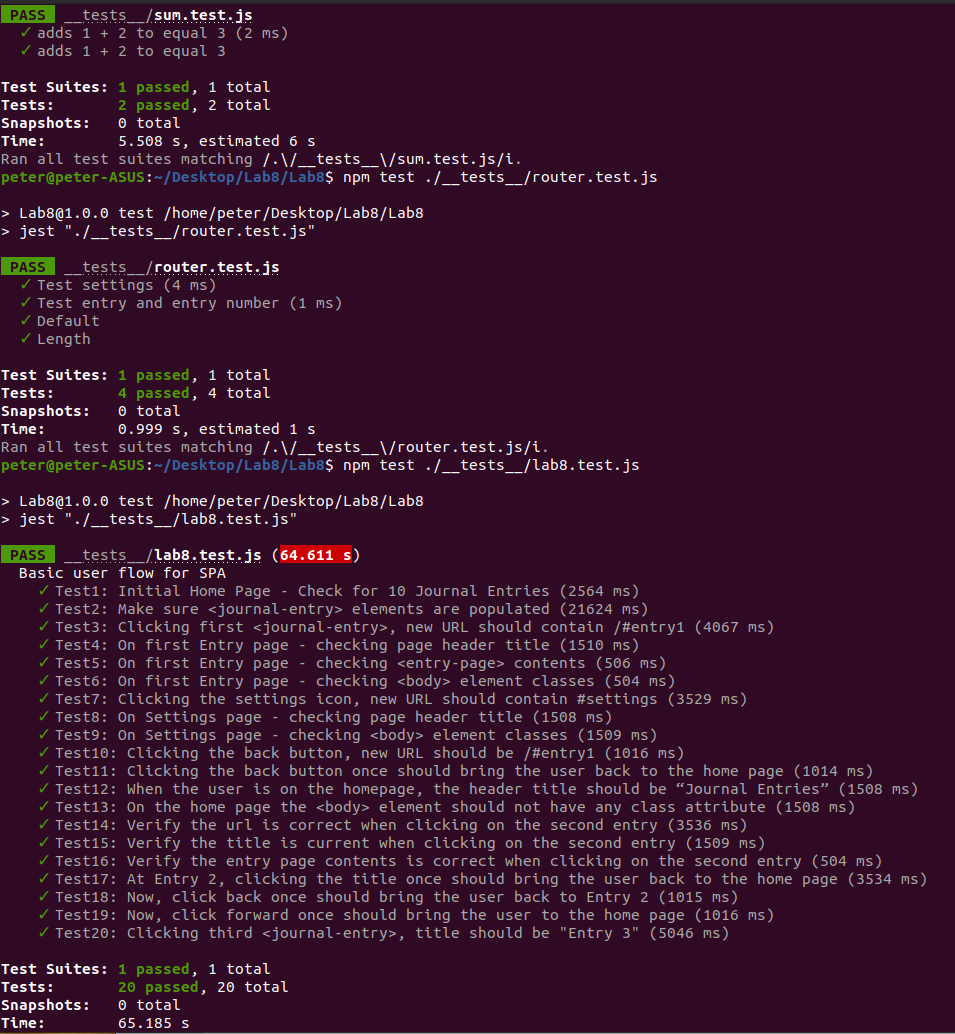 PASS __tests__/sum.test.js
✓ adds 1 + 2 to equal 3 (2 ms)
✓ adds 1 + 2 to equal 3
Test Suites: 1 passed, 1 total
Tests: 2 passed, 2 total
Snapshots: 0 total
Time: 5.508 s, estimated 6 s
Ran all test suites matching /.\/__tests__\/sum.test.js/i.
peter@peter-ASUS:~/Desktop/Lab8/Lab8$ npm test ./__tests__/router.test.js
> Lab8@1.0.0 test /home/peter/Desktop/Lab8/Lab8
> jest "./__tests__/router.test.js"
PASS __tests__/router.test.js
✓ Test settings (4 ms)
✓ Test entry and entry number (1 ms)
✓ Default
✓ Length
Test Suites: 1 passed, 1 total
Tests: 4 passed, 4 total
Snapshots: 0 total
Time: 0.999 s, estimated 1 s
Ran all test suites matching /.\/__tests__\/router.test.js/i.
peter@peter-ASUS:~/Desktop/Lab8/Lab8$ npm test ./__tests__/lab8.test.js
> Lab8@1.0.0 test /home/peter/Desktop/Lab8/Lab8
> jest "./__tests__/lab8.test.js"
PASS __tests__/lab8.test.js (64.611 s)
Basic user flow for SPA
✓ Test1: Initial Home Page - Check for 10 Journal Entries (2564 ms)
✓ Test2: Make sure <journal-entry> elements are populated (21624 ms)
✓ Test3: Clicking first <journal-entry>, new URL should contain /#entry1 (4067 ms)
✓ Test4: On first Entry page - checking page header title (1510 ms)
✓ Test5: On first Entry page - checking <entry-page> contents (506 ms)
✓ Test6: On first Entry page - checking <body> element classes (504 ms)
✓ Test7: Clicking the settings icon, new URL should contain #settings (3529 ms)
✓ Test8: On Settings page - checking page header title (1508 ms)
✓ Test9: On Settings page - checking <body> element classes (1509 ms)
✓ Test10: Clicking the back button, new URL should be /#entry1 (1016 ms)
✓ Test11: Clicking the back button once should bring the user back to the home page (1014 ms)
✓ Test12: When the user is on the homepage, the header title should be “Journal Entries” (1508 ms)
✓ Test13: On the home page the <body> element should not have any class attribute (1508 ms)
✓ Test14: Verify the url is correct when clicking on the second entry (3536 ms)
✓ Test15: Verify the title is current when clicking on the second entry (1509 ms)
✓ Test16: Verify the entry page contents is correct when clicking on the second entry (504 ms)
✓ Test17: At Entry 2, clicking the title once should bring the user back to the home page (3534 ms)
✓ Test18: Now, click back once should bring the user back to Entry 2 (1015 ms)
✓ Test19: Now, click forward once should bring the user to the home page (1016 ms)
✓ Test20: Clicking third <journal-entry>, title should be "Entry 3" (5046 ms)
Test Suites: 1 passed, 1 total
Tests: 20 passed, 20 total
Snapshots: 0 total
Time: 65.185 s